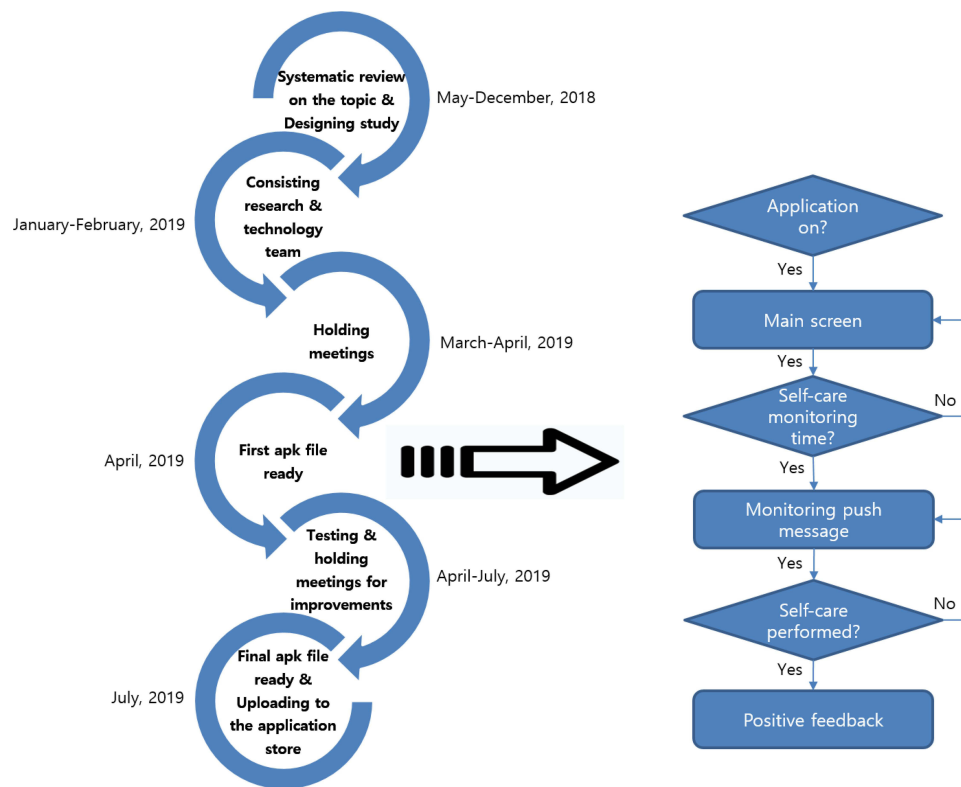 Systematic review
on the topic &
Designing study
May-December, 2018
Consisting
research &
technology
team
January-February, 2019
Holding
meetings
March-April, 2019
First apk file
ready
April, 2019
Testing &
holding
meetings for
improvements
April-July, 2019
Final apk file
ready &
Uploading to
the application
store
July, 2019
Application
on?
Yes
Main screen
Yes
Self-care
monitoring
time?
No
Yes
Monitoring push
message
Yes
Self-care
performed?
No
Yes
Positive feedback